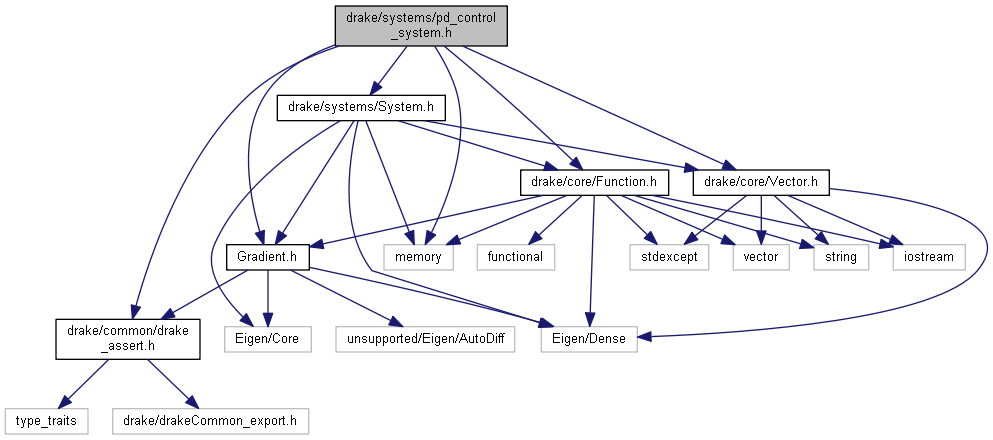 drake/systems/pd_control
_system.h
drake/systems/System.h
drake/core/Function.h
drake/core/Vector.h
Gradient.h
memory
functional
stdexcept
vector
string
iostream
drake/common/drake
_assert.h
Eigen/Core
unsupported/Eigen/AutoDiff
Eigen/Dense
type_traits
drake/drakeCommon_export.h